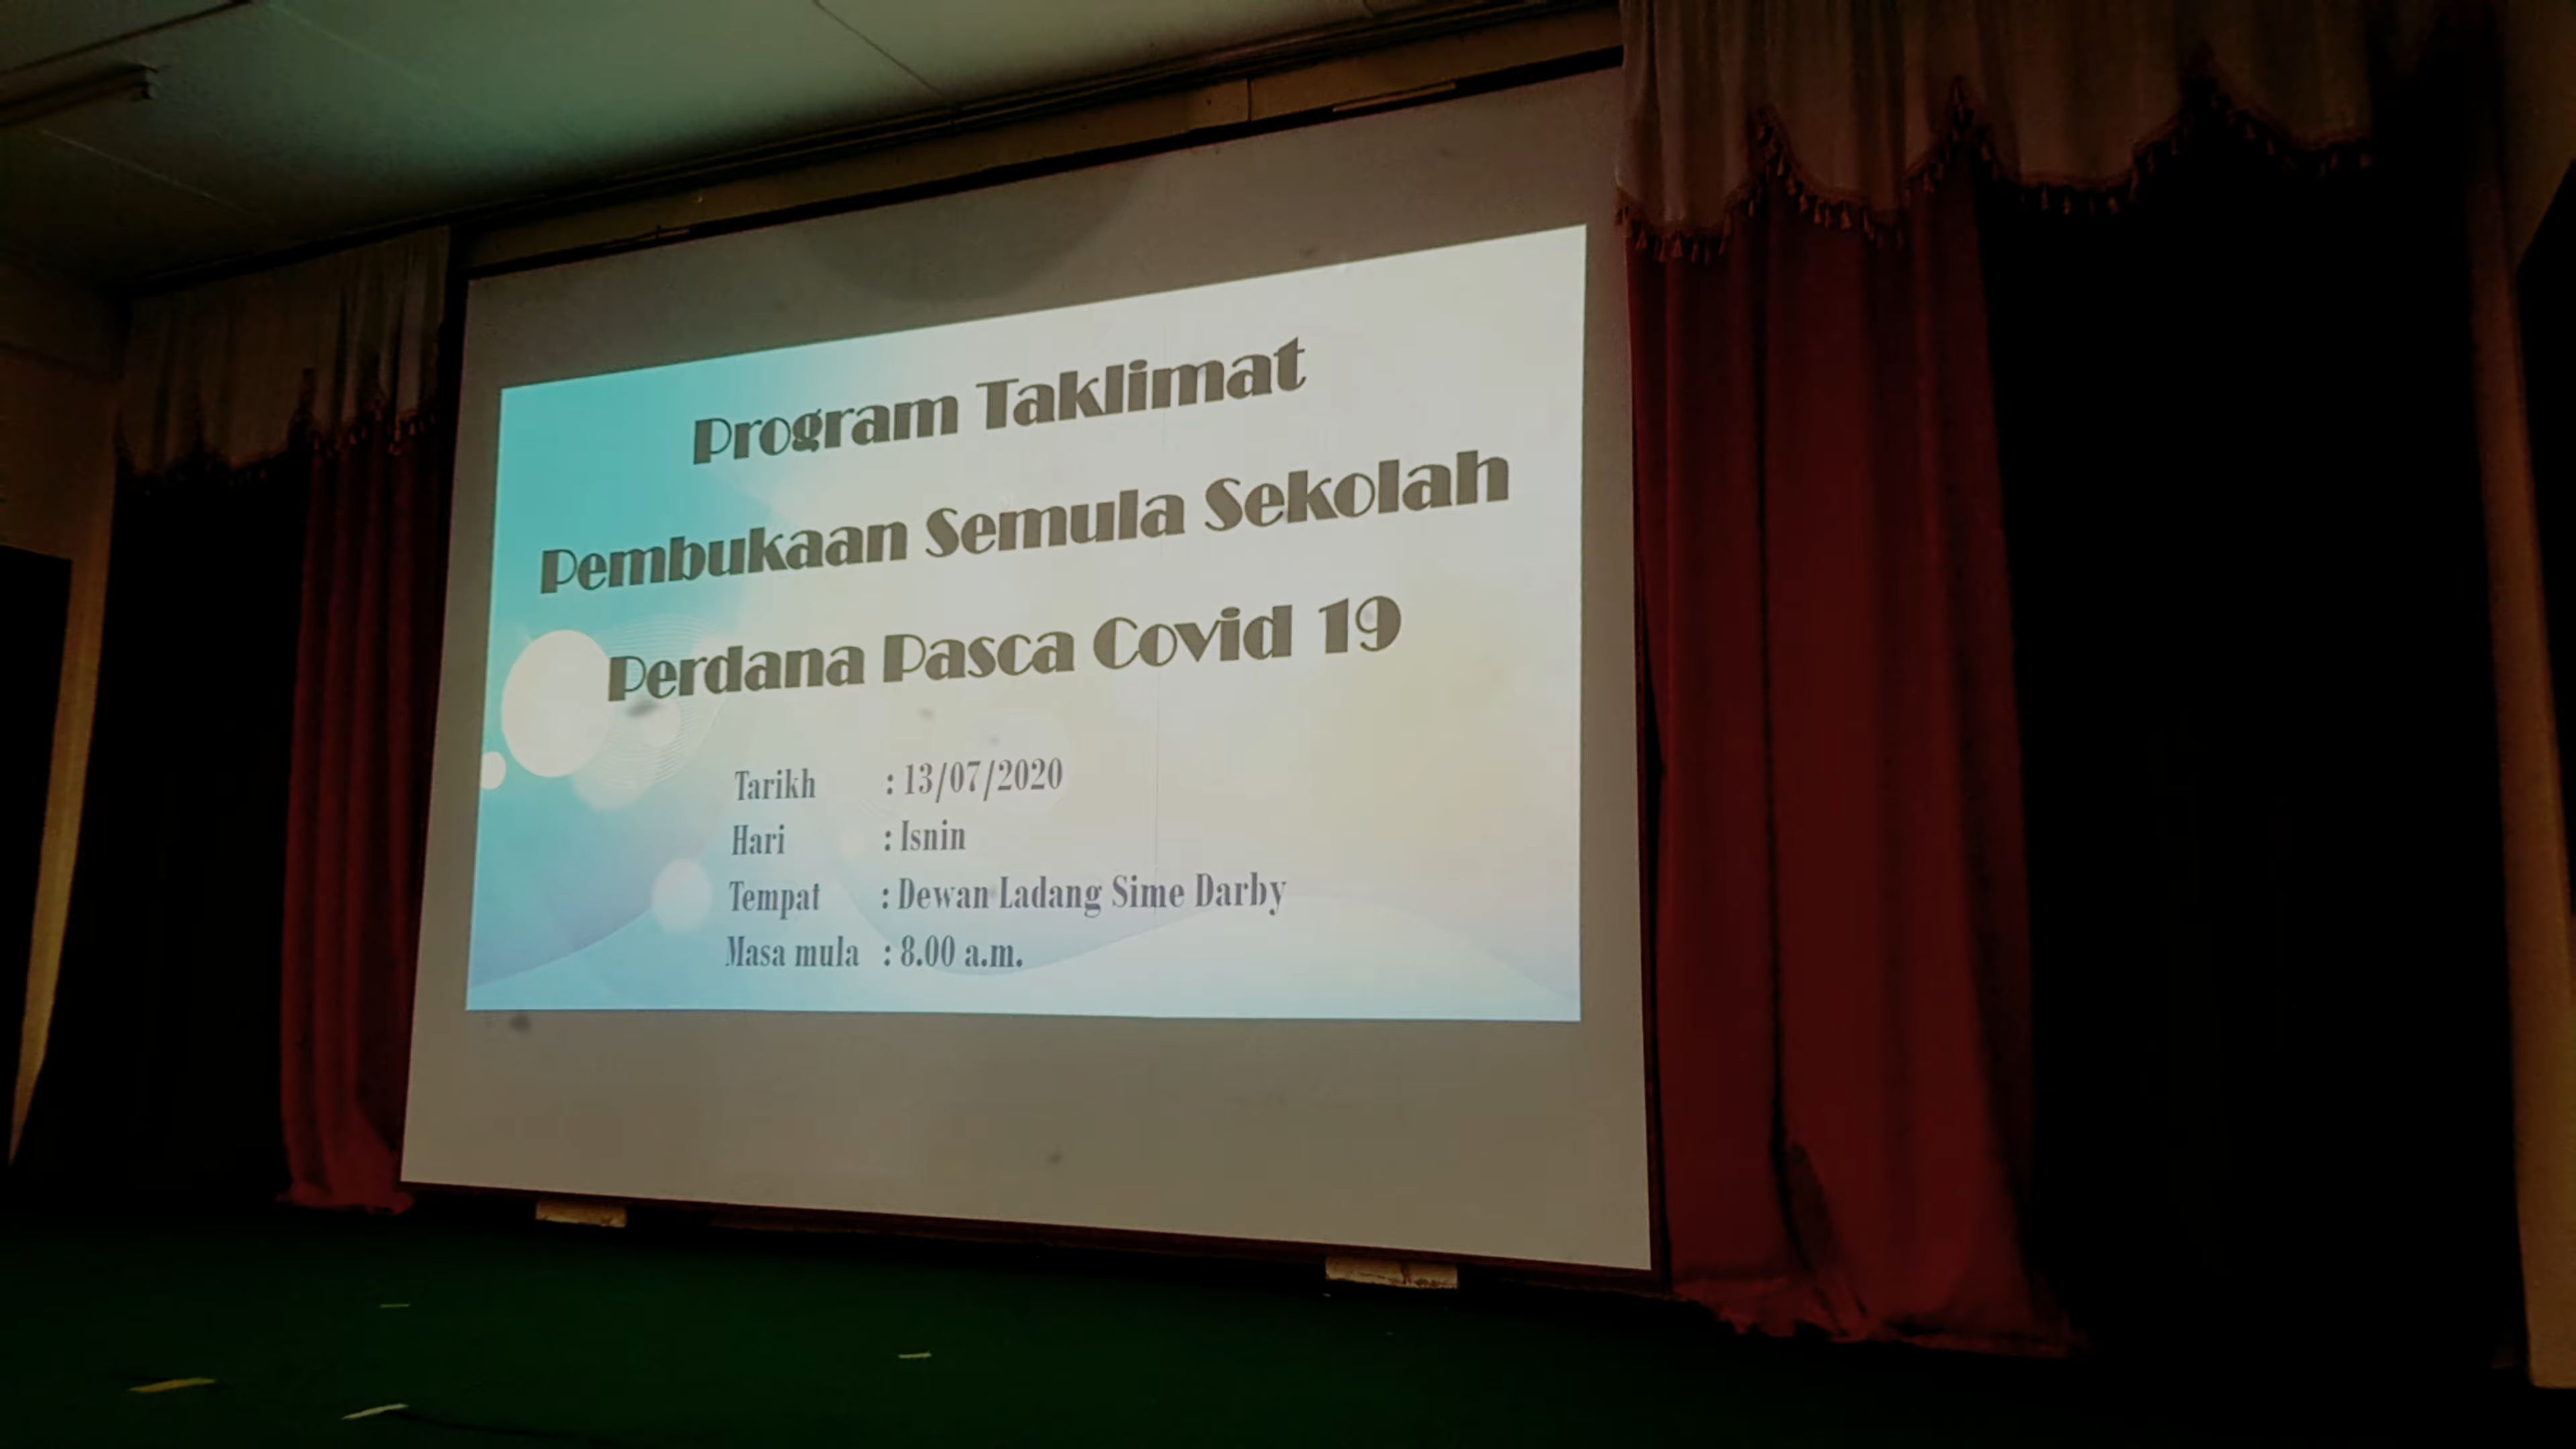 Program Taklimat
Pembukaan Semula Sekolah
Perdana Pasca Covid 19
Tarikh : 13/07/2020
Hari : Isnin
Tempat : Dewan Ladang Sime Darby
Masa mula : 8.00 a.m.